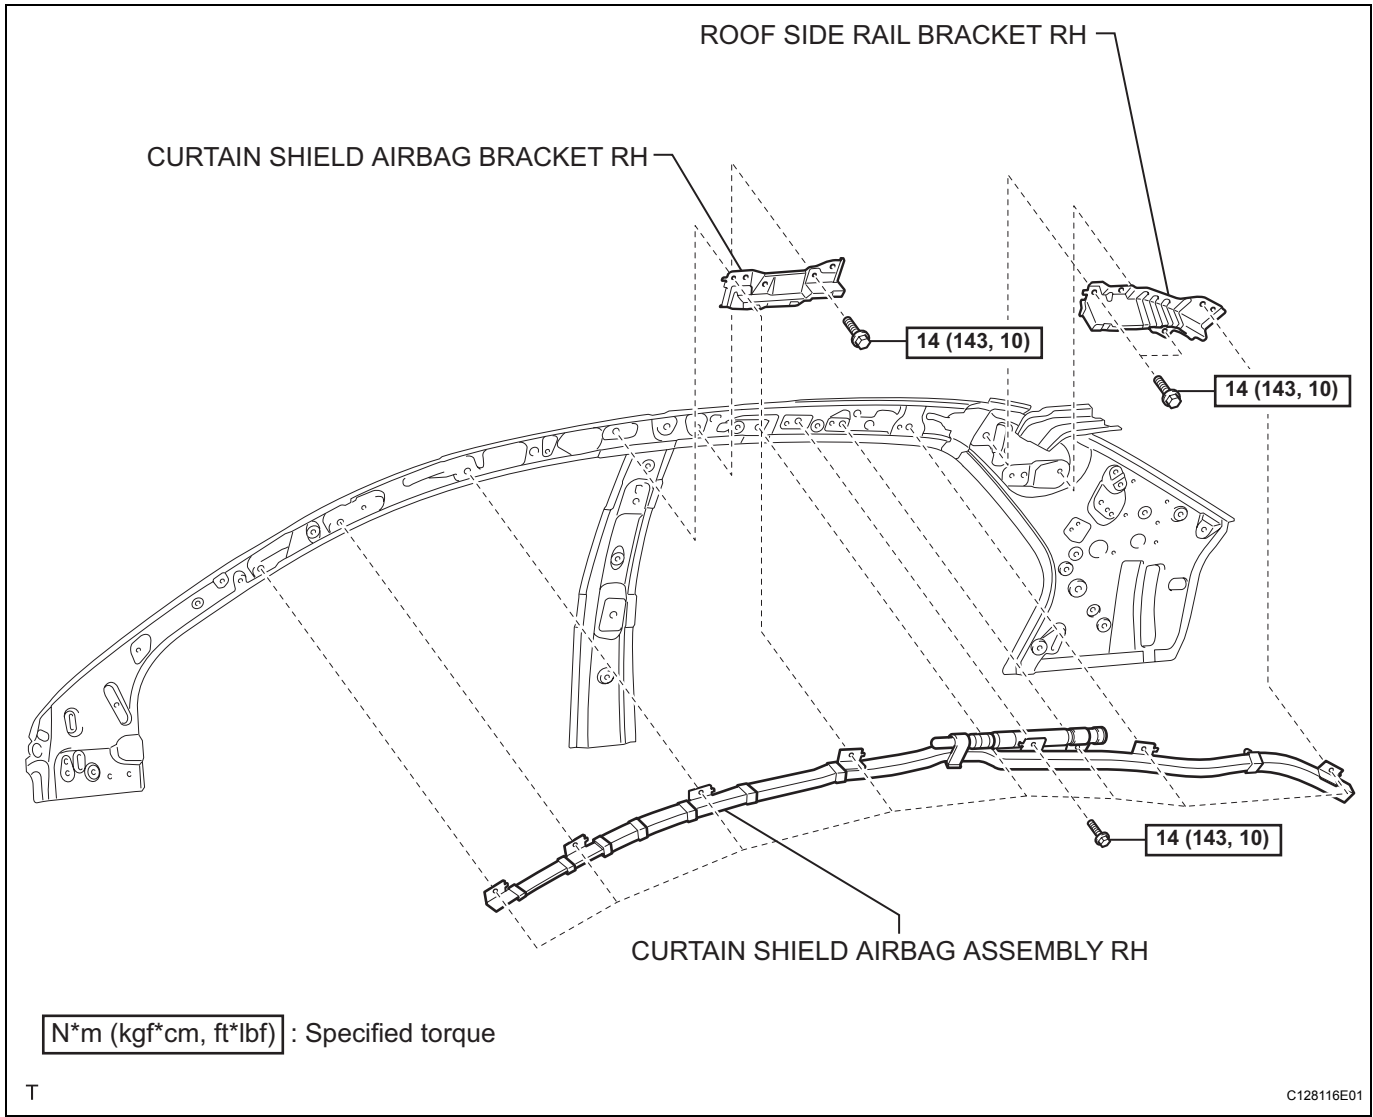 ROOF SIDE RAIL BRACKET RH
CURTAIN SHIELD AIRBAG BRACKET RH
14 (143, 10)
14 (143, 10)
14 (143, 10)
CURTAIN SHIELD AIRBAG ASSEMBLY RH
N*m (kgf*cm, ft*lbf) : Specified torque
T
C128116E01